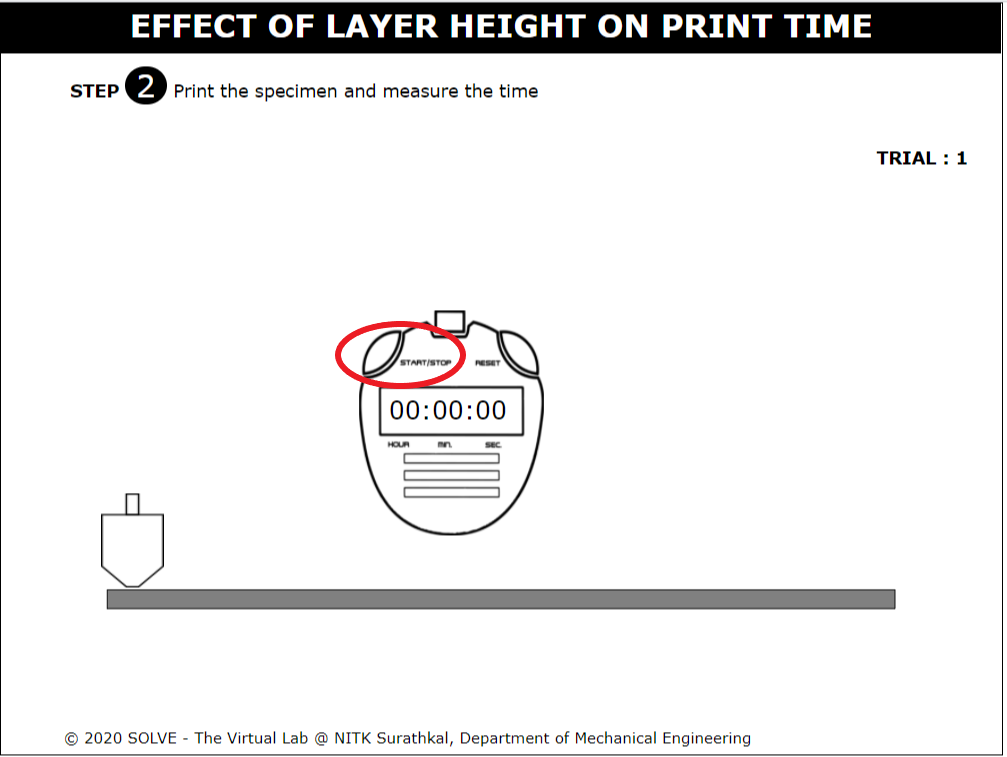 EFFECT OF LAYER HEIGHT ON PRINT TIME
STEP 2 Print the specimen and measure the time
TRIAL : 1
START/STOP RESET
00:00:00
HOUR min. SEC.
© 2020 SOLVE - The Virtual Lab @ NITK Surathkal, Department of Mechanical Engineering